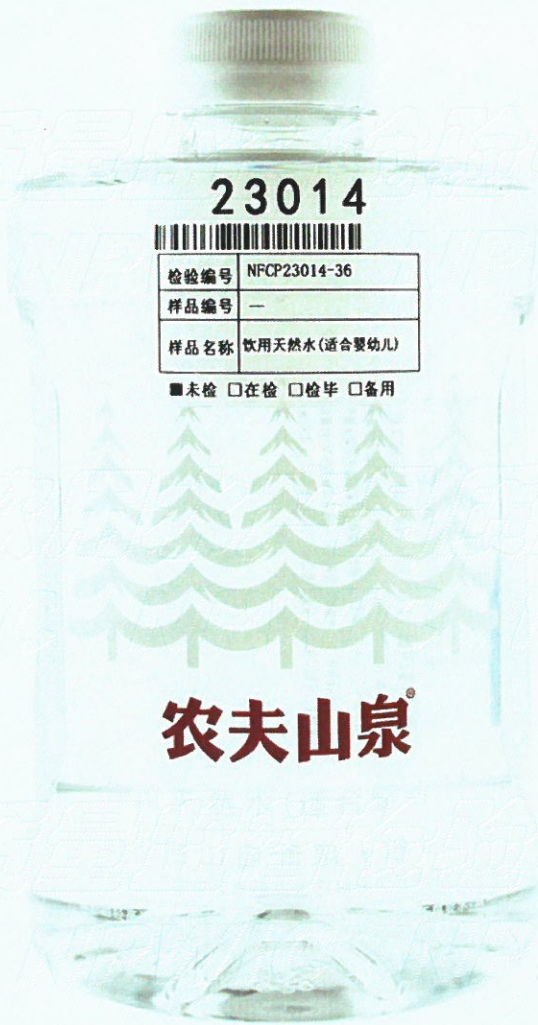 23014
检验编号 NFCP23014-36
样品编号 —
样品名称 饮用天然水(适合婴幼儿)
■未检 □在检 □检毕 □备用
农夫山泉®